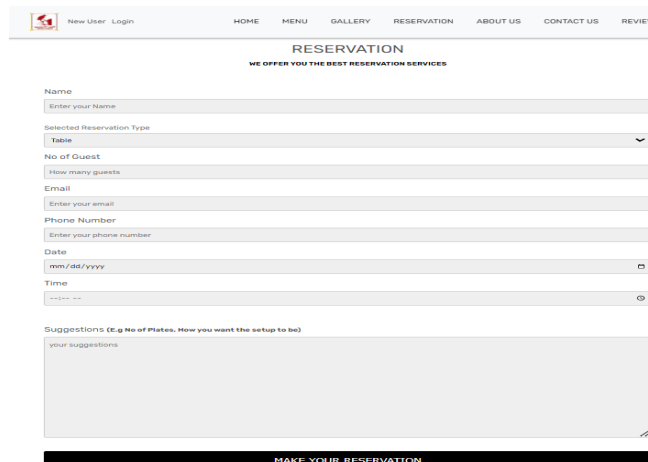 New User Login HOME MENU GALLERY RESERVATION ABOUT US CONTACT US
RESERVATION
WE OFFER YOU THE BEST RESERVATION SERVICES
Name
Enter your Name
Selected Reservation Type
Table
No of Guest
How many guests
Email
Enter your email
Phone Number
Enter your phone number
Date
mm/dd/yyyy
Time
--:-- --
Suggestions (E.g No of Plates, How you want the setup to be)
your suggestions
MAKE YOUR RESERVATION